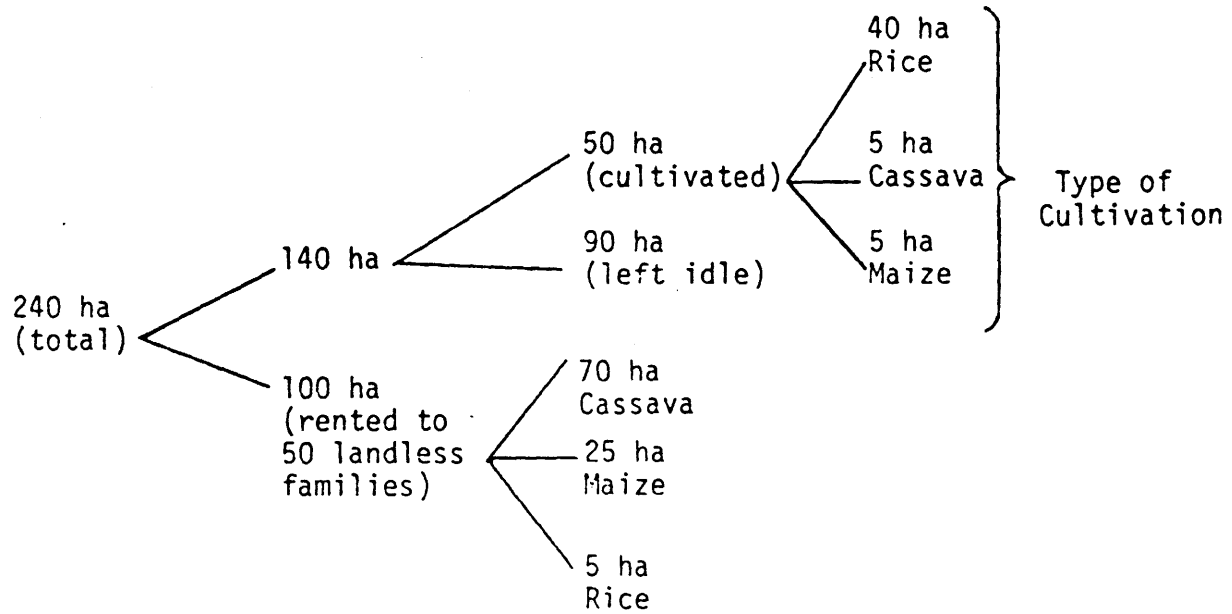 240 ha
(total)
140 ha
50 ha
(cultivated)
40 ha
Rice
5 ha
Cassava
5 ha
Maize
Type of
Cultivation
90 ha
(left idle)
100 ha
(rented to
50 landless
families)
70 ha
Cassava
25 ha
Maize
5 ha
Rice